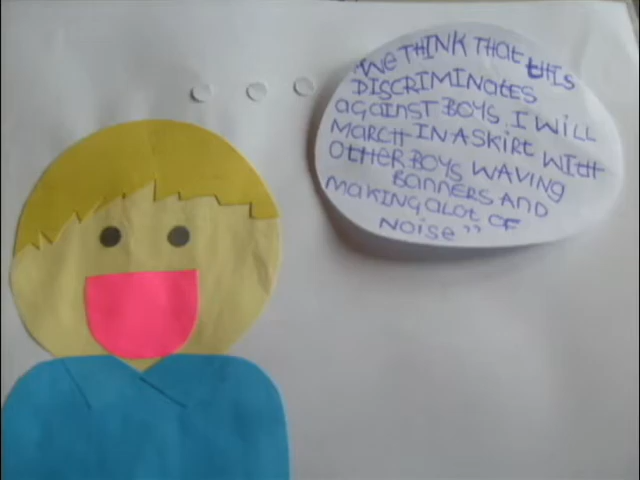 "WE THINK THAT THIS
DISCRIMINATES
AGAINST BOYS. I WILL
MARCH IN A SKIRT WITH
OTHER BOYS WAVING
BANNERS AND
MAKING ALOT OF
NOISE"